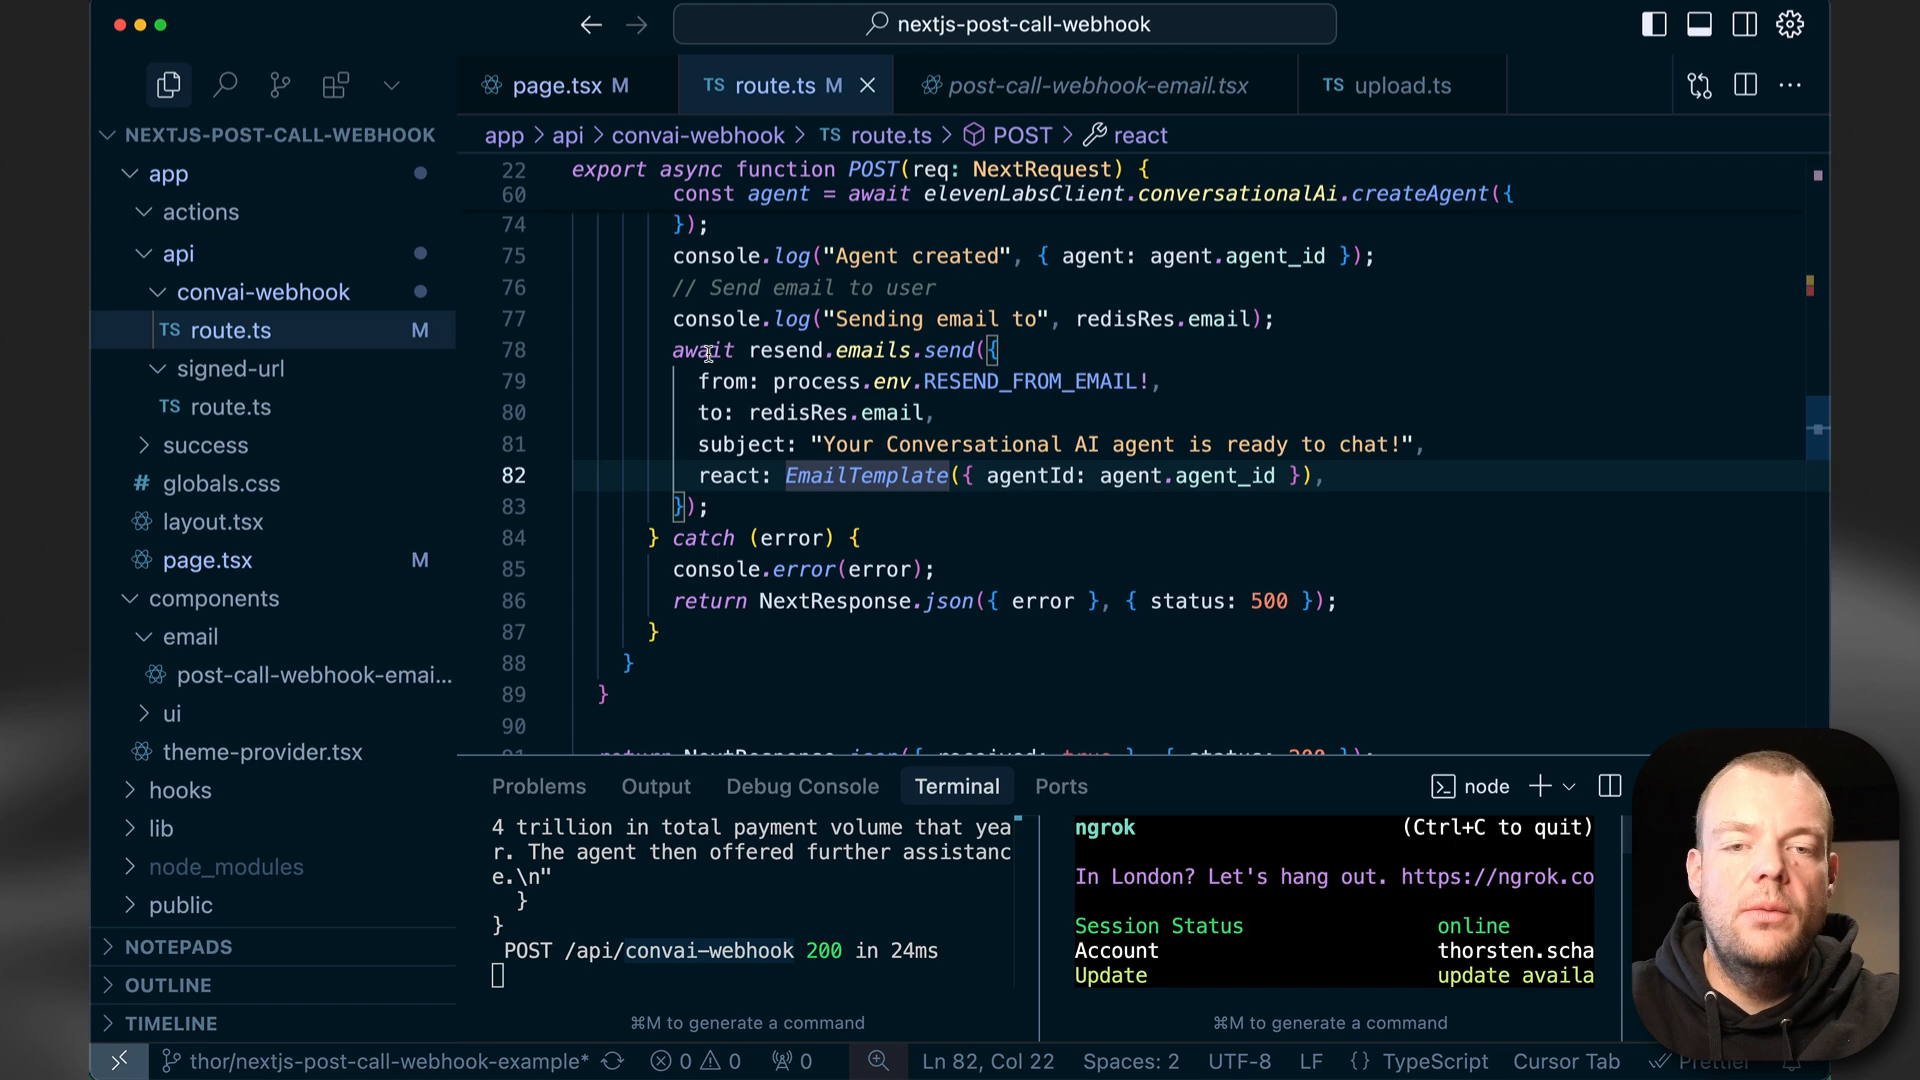 nextjs-post-call-webhook
page.tsx M
TS route.ts M
post-call-webhook-email.tsx
TS upload.ts
NEXTJS-POST-CALL-WEBHOOK
app > api > convai-webhook > TS route.ts > POST > react
app
actions
api
convai-webhook
TS route.ts M
signed-url
TS route.ts
success
# globals.css
layout.tsx
page.tsx M
components
email
post-call-webhook-emai...
ui
theme-provider.tsx
hooks
lib
node_modules
public
NOTEPADS
OUTLINE
TIMELINE
22 export async function POST(req: NextRequest) {
60 const agent = await elevenLabsClient.conversationalAi.createAgent({
74 });
75 console.log("Agent created", { agent: agent.agent_id });
76 // Send email to user
77 console.log("Sending email to", redisRes.email);
78 await resend.emails.send({
79 from: process.env.RESEND_FROM_EMAIL!,
80 to: redisRes.email,
81 subject: "Your Conversational AI agent is ready to chat!",
82 react: EmailTemplate({ agentId: agent.agent_id }),
83 });
84 } catch (error) {
85 console.error(error);
86 return NextResponse.json({ error }, { status: 500 });
87 }
88 }
89 }
90
91 return NextResponse.json({ received: true }, { status: 200 });
Problems Output Debug Console Terminal Ports
node
4 trillion in total payment volume that yea
r. The agent then offered further assistanc
e.\n"
}
}
POST /api/convai-webhook 200 in 24ms
⌘M to generate a command
ngrok (Ctrl+C to quit)
In London? Let's hang out. https://ngrok.co
Session Status online
Account thorsten.scha
Update update availa
⌘M to generate a command
thor/nextjs-post-call-webhook-example* 0 0 0 Ln 82, Col 22 Spaces: 2 UTF-8 LF {} TypeScript Cursor Tab Prettier